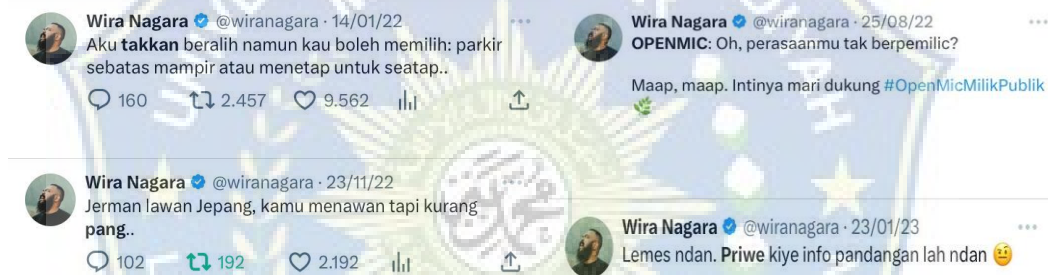 Wira Nagara @wiranagara · 14/01/22
Aku takkan beralih namun kau boleh memilih: parkir
sebatas mampir atau menetap untuk seatap..
160 2.457 9.562
Wira Nagara @wiranagara · 23/11/22
Jerman lawan Jepang, kamu menawan tapi kurang
pang..
102 192 2.192
Wira Nagara @wiranagara · 25/08/22
OPENMIC: Oh, perasaanmu tak berpemilic?
Maap, maap. Intinya mari dukung #OpenMicMilikPublik
Wira Nagara @wiranagara · 23/01/23
Lemes ndan. Priwe kiye info pandangan lah ndan